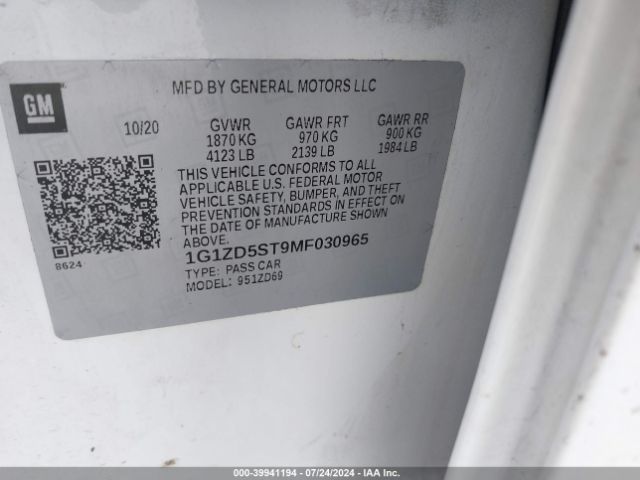 GM
MFD BY GENERAL MOTORS LLC
10/20
GVWR GAWR FRT GAWR RR
1870 KG 970 KG 900 KG
4123 LB 2139 LB 1984 LB
THIS VEHICLE CONFORMS TO ALL
APPLICABLE U.S. FEDERAL MOTOR
VEHICLE SAFETY, BUMPER, AND THEFT
PREVENTION STANDARDS IN EFFECT ON
THE DATE OF MANUFACTURE SHOWN
ABOVE.
8624
1G1ZD5ST9MF030965
TYPE: PASS CAR
MODEL: 951ZD69
000-39941194 / 07/24/2024 - IAA Inc.